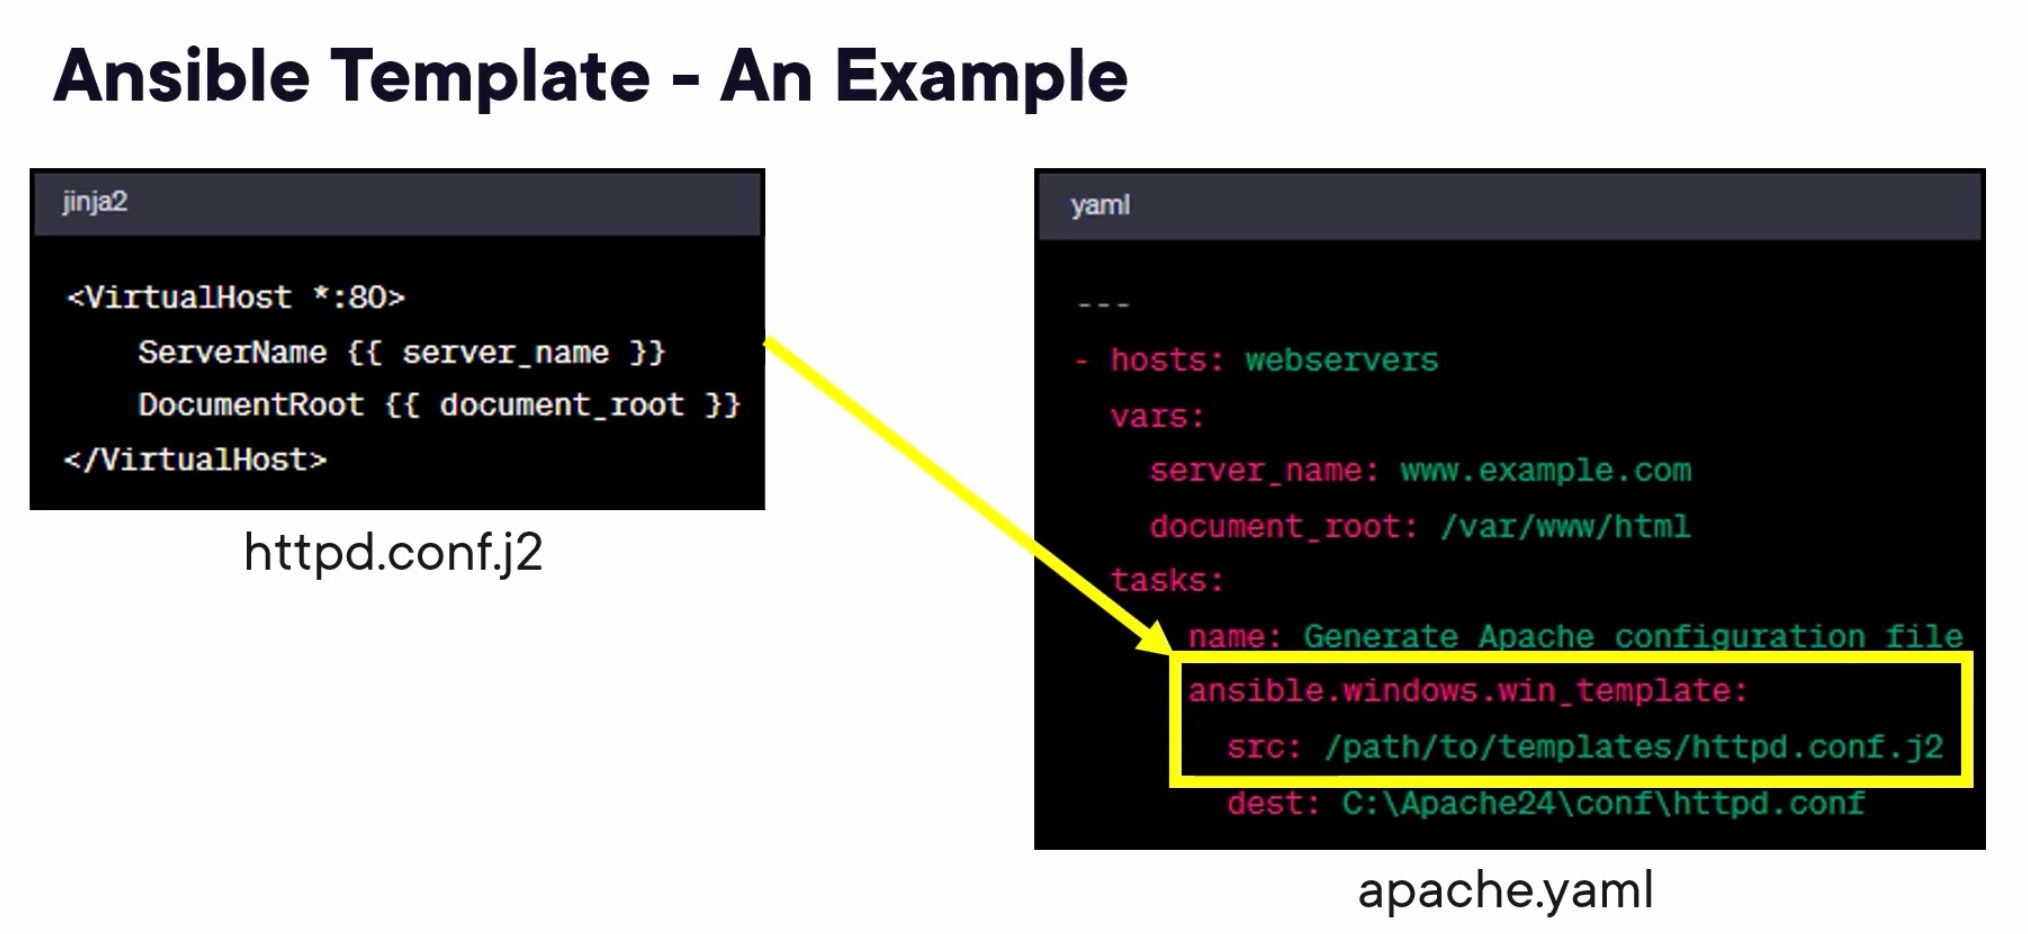 Ansible Template - An Example
jinja2
<VirtualHost *:80>
    ServerName {{ server_name }}
    DocumentRoot {{ document_root }}
</VirtualHost>
httpd.conf.j2
yaml
---
- hosts: webservers
  vars:
    server_name: www.example.com
    document_root: /var/www/html
  tasks:
      name: Generate Apache configuration file
      ansible.windows.win_template:
        src: /path/to/templates/httpd.conf.j2
        dest: C:\Apache24\conf\httpd.conf
apache.yaml